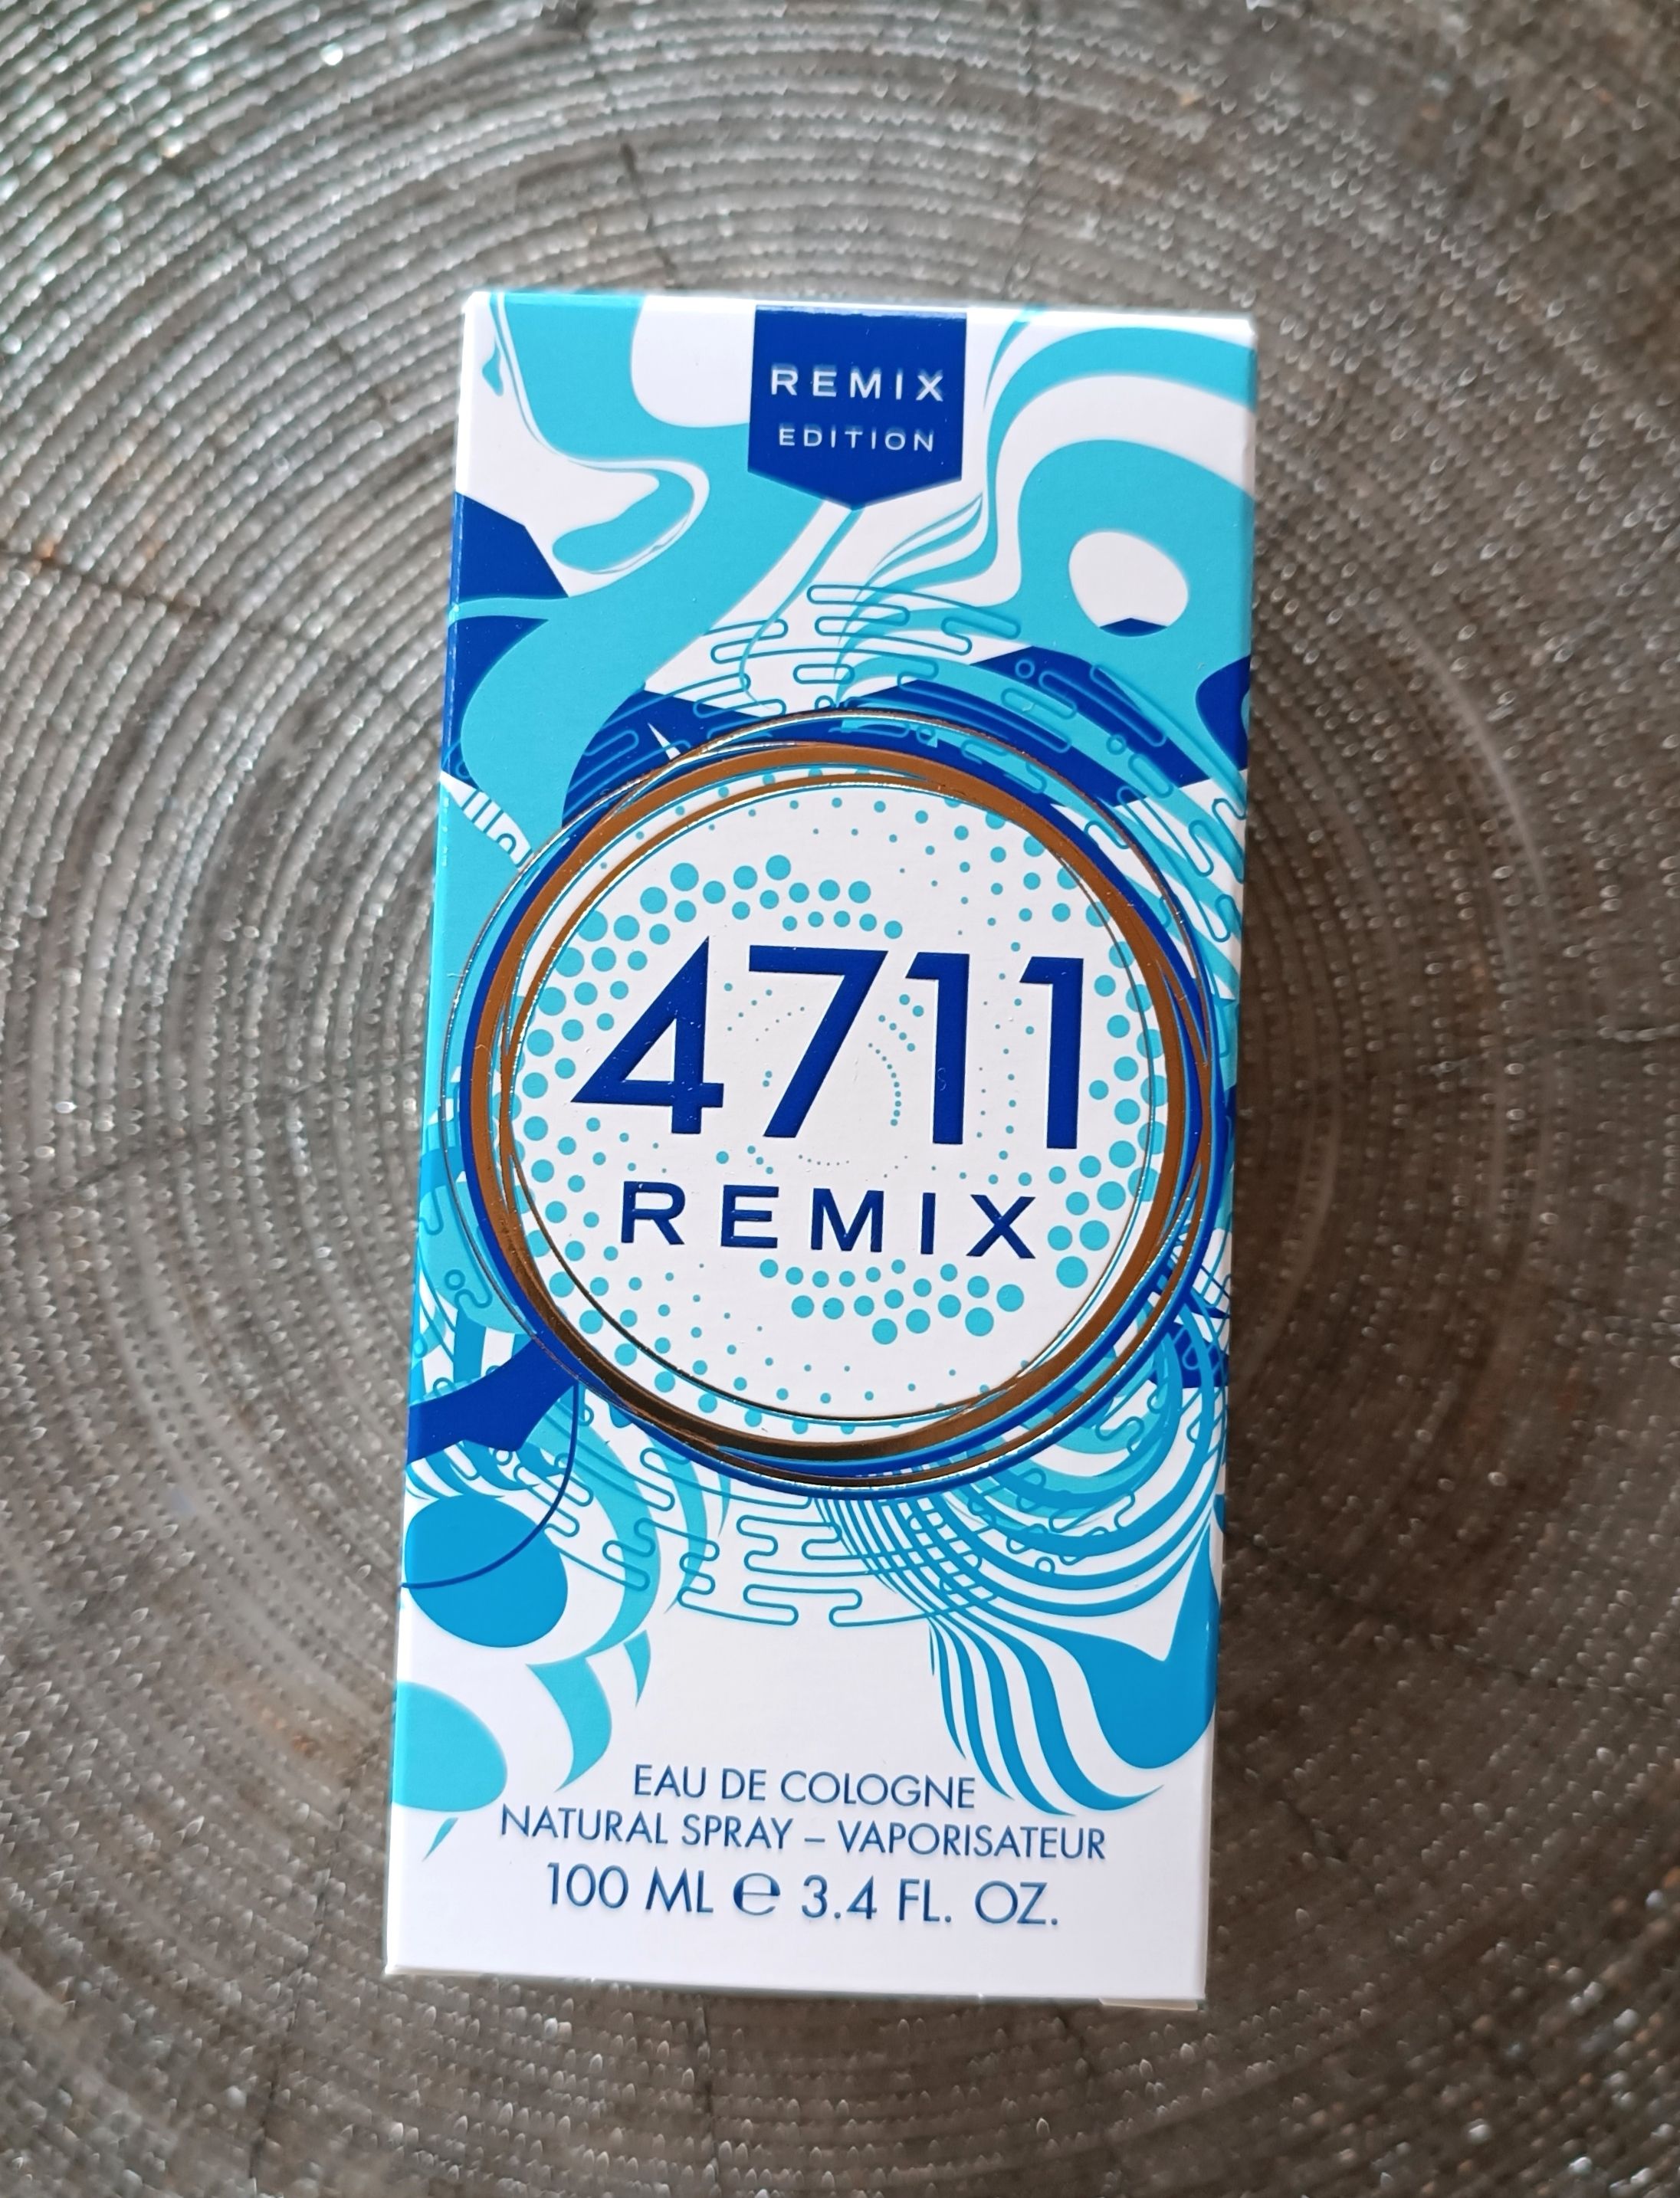 REMIX
EDITION
4711
REMIX
EAU DE COLOGNE
NATURAL SPRAY – VAPORISATEUR
100 ML ℮ 3.4 FL. OZ.